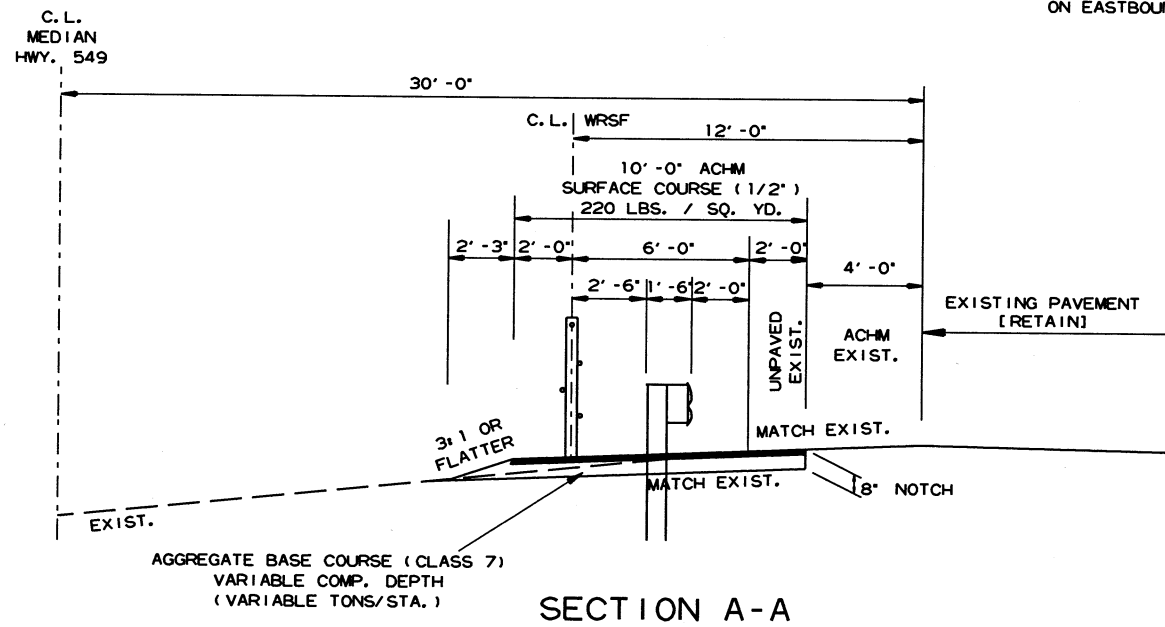 ON EASTBOU
C. L.
MEDIAN
HWY. 549
30'-0"
C. L. WRSF
12'-0"
10'-0" ACHM
SURFACE COURSE (1/2")
220 LBS. / SQ. YD.
2'-3" 2'-0" 6'-0" 2'-0"
4'-0"
2'-6" 1'-6" 2'-0"
EXISTING PAVEMENT
[RETAIN]
UNPAVED
EXIST.
ACHM
EXIST.
3:1 OR
FLATTER
MATCH EXIST.
MATCH EXIST.
8" NOTCH
EXIST.
AGGREGATE BASE COURSE (CLASS 7)
VARIABLE COMP. DEPTH
(VARIABLE TONS/STA.)
SECTION A-A